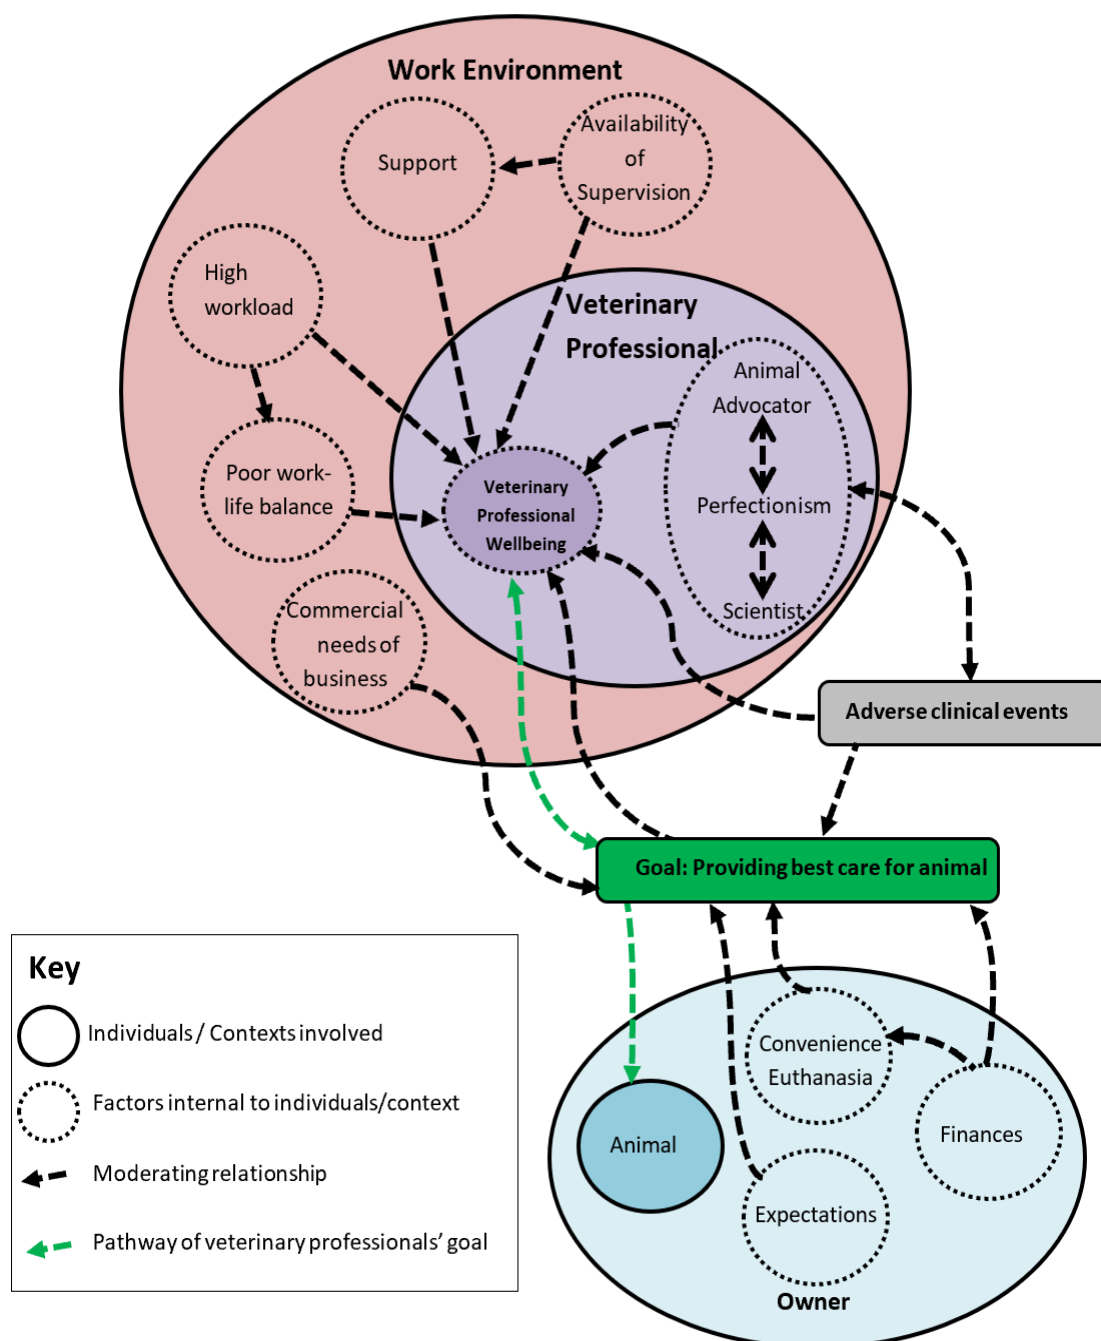 Work Environment
Support
Availability
of
Supervision
High
workload
Veterinary
Professional
Animal
Advocator
Poor work-
life balance
Veterinary
Professional
Wellbeing
Perfectionism
Scientist
Commercial
needs of
business
Adverse clinical events
Goal: Providing best care for animal
Key
Individuals / Contexts involved
Factors internal to individuals/context
Moderating relationship
Pathway of veterinary professionals' goal
Convenience
Euthanasia
Animal
Finances
Expectations
Owner